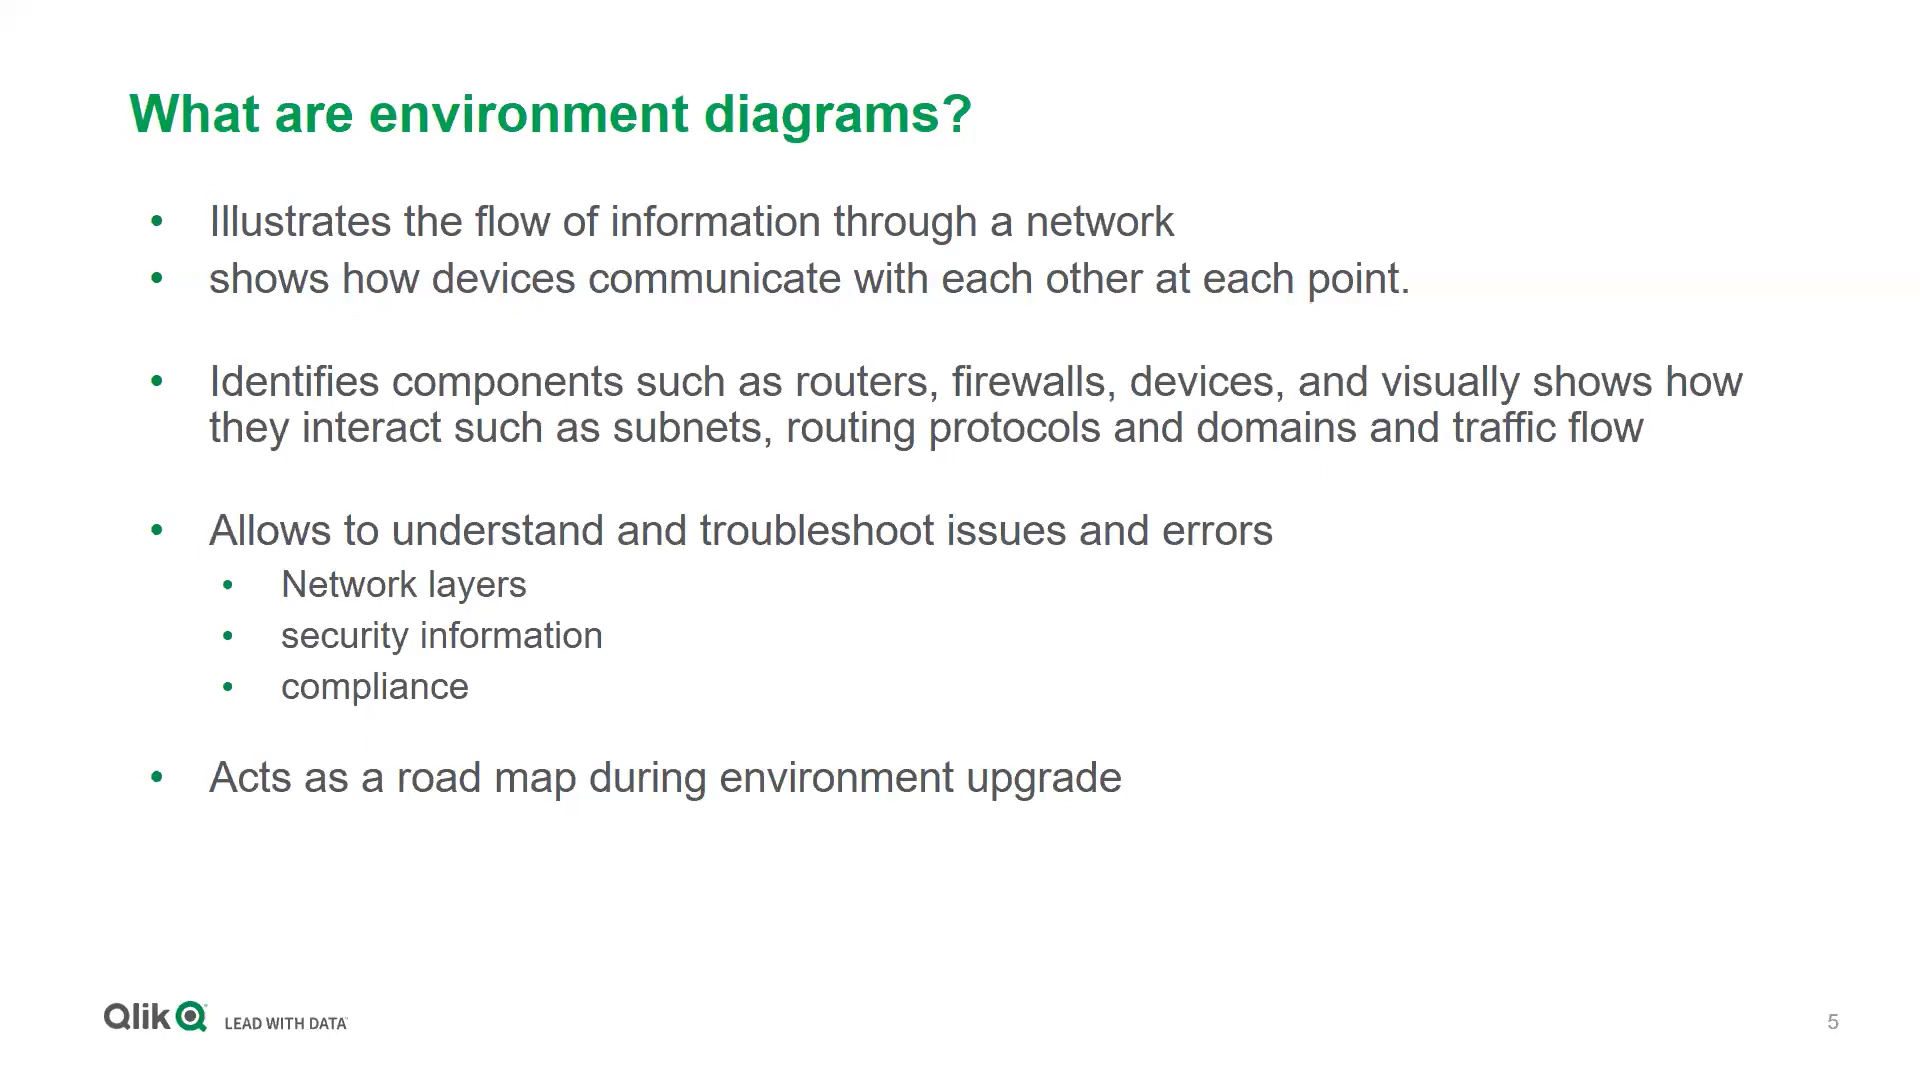 What are environment diagrams?
• Illustrates the flow of information through a network
• shows how devices communicate with each other at each point.
• Identifies components such as routers, firewalls, devices, and visually shows how
they interact such as subnets, routing protocols and domains and traffic flow
• Allows to understand and troubleshoot issues and errors
• Network layers
• security information
• compliance
• Acts as a road map during environment upgrade
Qlik LEAD WITH DATA
5